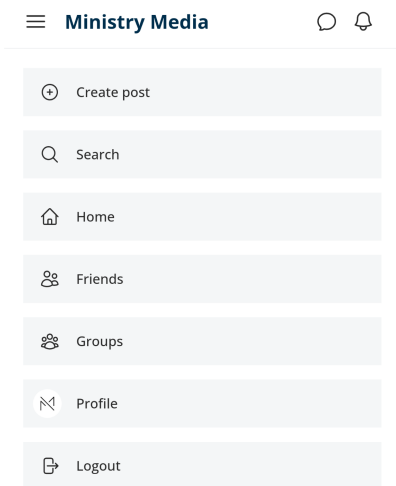 Ministry Media
Create post
Search
Home
Friends
Groups
Profile
Logout